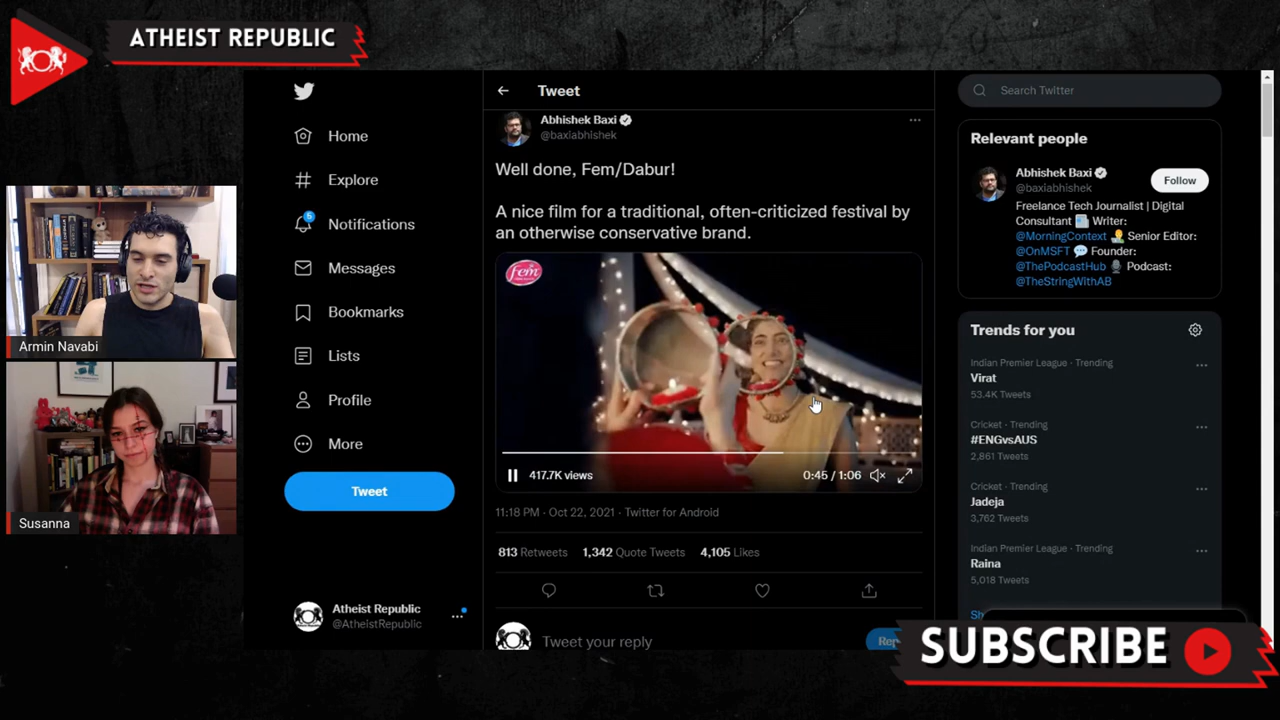 ATHEIST REPUBLIC
Armin Navabi
Susanna
Home
Explore
5
Notifications
Messages
Bookmarks
Lists
Profile
More
Tweet
Atheist Republic
@AtheistRepublic
Tweet
Abhishek Baxi
@baxiabhishek
Well done, Fem/Dabur!
A nice film for a traditional, often-criticized festival by
an otherwise conservative brand.
fem
417.7K views
0:45 / 1:06
11:18 PM · Oct 22, 2021 · Twitter for Android
813 Retweets 1,342 Quote Tweets 4,105 Likes
Tweet your reply
Search Twitter
Relevant people
Abhishek Baxi
@baxiabhishek
Follow
Freelance Tech Journalist | Digital
Consultant Writer:
@MorningContext Senior Editor:
@OnMSFT Founder:
@ThePodcastHub Podcast:
@TheStringWithAB
Trends for you
Indian Premier League · Trending
Virat
53.4K Tweets
Cricket · Trending
#ENGvsAUS
2,861 Tweets
Cricket · Trending
Jadeja
3,762 Tweets
Indian Premier League · Trending
Raina
5,018 Tweets
SUBSCRIBE